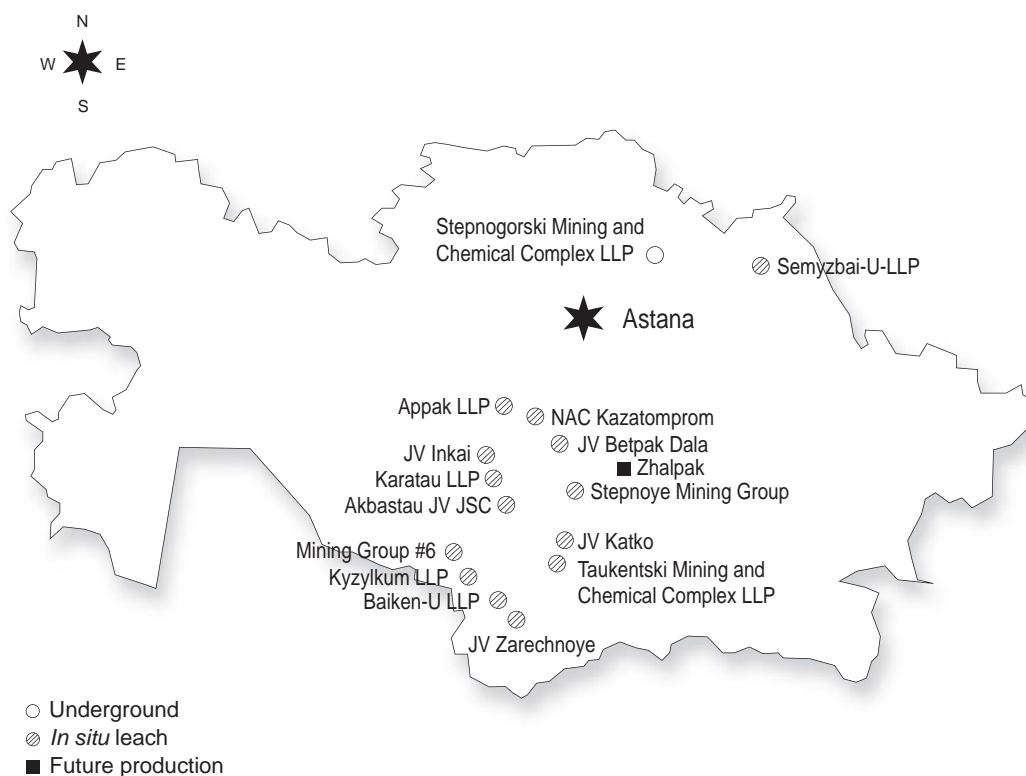 N
W E
S
Stepnogorski Mining and
Chemical Complex LLP
Semyzbai-U-LLP
Astana
Appak LLP
NAC Kazatomprom
JV Betpak Dala
JV Inkai
Zhalpak
Karatau LLP
Stepnoye Mining Group
Akbastau JV JSC
JV Katko
Mining Group #6
Taukentski Mining and
Chemical Complex LLP
Kyzylkum LLP
Baiken-U LLP
JV Zarechnoye
Underground
In situ leach
Future production